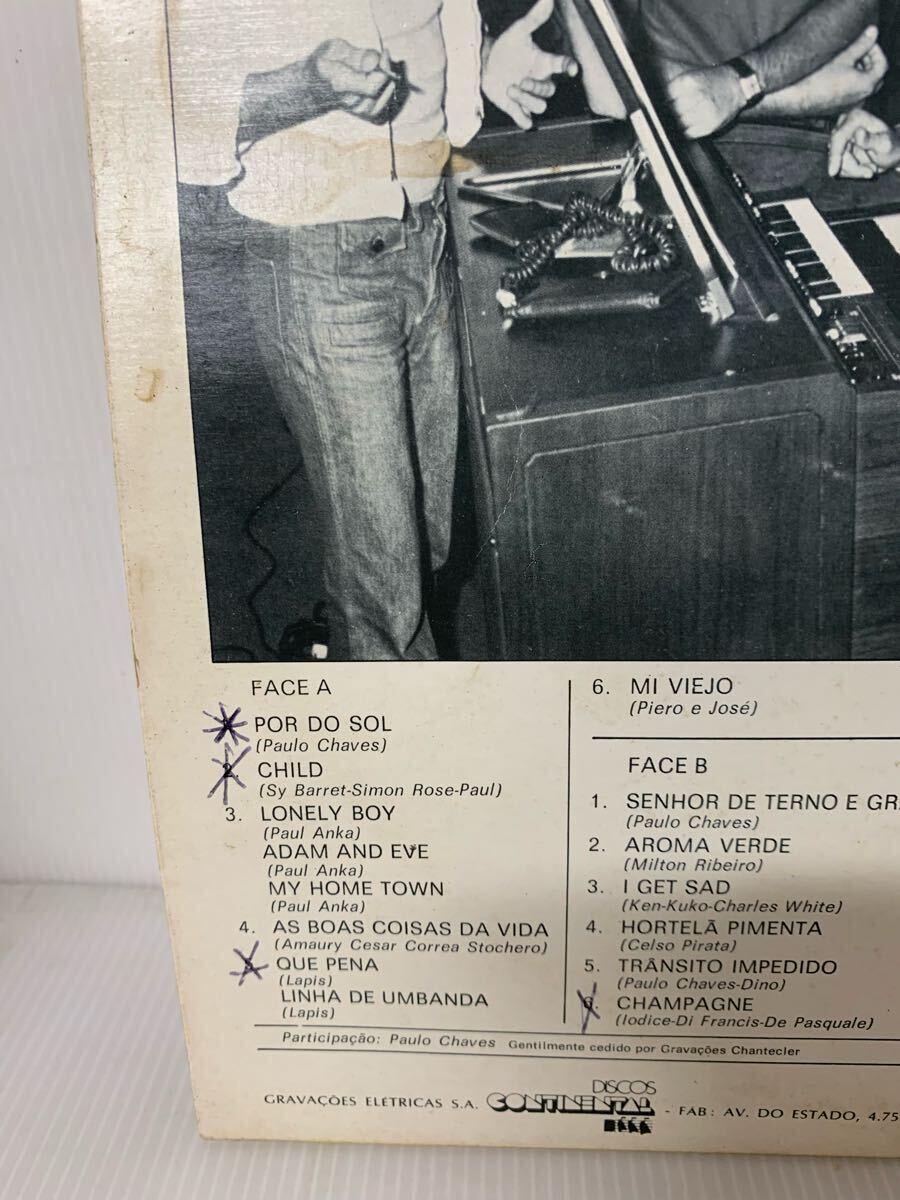 FACE A
POR DO SOL
(Paulo Chaves)
2. CHILD
(Sy Barret-Simon Rose-Paul)
3. LONELY BOY
(Paul Anka)
ADAM AND EVE
(Paul Anka)
MY HOME TOWN
(Paul Anka)
4. AS BOAS COISAS DA VIDA
(Amaury Cesar Correa Stochero)
QUE PENA
(Lapis)
LINHA DE UMBANDA
(Lapis)
6. MI VIEJO
(Piero e José)
FACE B
1. SENHOR DE TERNO E
(Paulo Chaves)
2. AROMA VERDE
(Milton Ribeiro)
3. I GET SAD
(Ken-Kuko-Charles White)
4. HORTELÃ PIMENTA
(Celso Pirata)
5. TRÂNSITO IMPEDIDO
(Paulo Chaves-Dino)
6. CHAMPAGNE
(Iodice-Di Francis-De Pasquale)
Participação: Paulo Chaves Gentilmente cedido por Gravações Chantecler
GRAVAÇÕES ELÉTRICAS S.A. DISCOS CONTINENTAL - FÁB: AV. DO ESTADO, 4.75